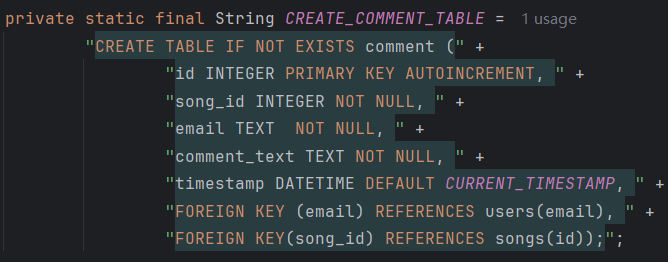 private static final String CREATE_COMMENT_TABLE = 1 usage
"CREATE TABLE IF NOT EXISTS comment (" +
"id INTEGER PRIMARY KEY AUTOINCREMENT, " +
"song_id INTEGER NOT NULL, " +
"email TEXT  NOT NULL, " +
"comment_text TEXT NOT NULL, " +
"timestamp DATETIME DEFAULT CURRENT_TIMESTAMP, " +
"FOREIGN KEY (email) REFERENCES users(email), " +
"FOREIGN KEY(song_id) REFERENCES songs(id));";